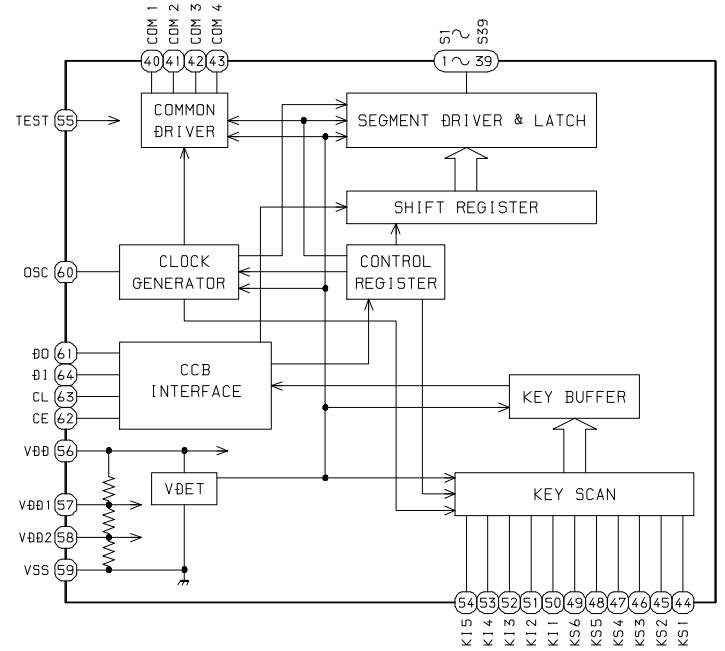 COM 1
COM 2
COM 3
COM 4
S1 ~ S39
40
41
42
43
1 ~ 39
TEST
55
COMMON
DRIVER
SEGMENT DRIVER & LATCH
SHIFT REGISTER
OSC
60
CLOCK
GENERATOR
CONTROL
REGISTER
DO
61
DI
64
CL
63
CE
62
CCB
INTERFACE
KEY BUFFER
VDD
56
VDET
KEY SCAN
VDD1
57
VDD2
58
VSS
59
54
53
52
51
50
49
48
47
46
45
44
KI5
KI4
KI3
KI2
KI1
KS6
KS5
KS4
KS3
KS2
KS1